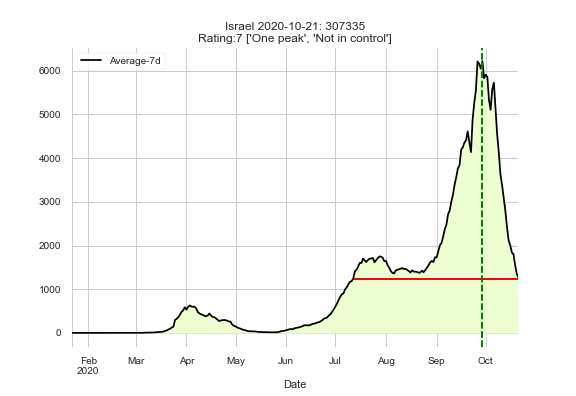 Israel 2020-10-21: 307335
Rating:7 ['One peak', 'Not in control']
Average-7d
6000
5000
4000
3000
2000
1000
0
Feb Mar Apr May Jun Jul Aug Sep Oct
2020
Date